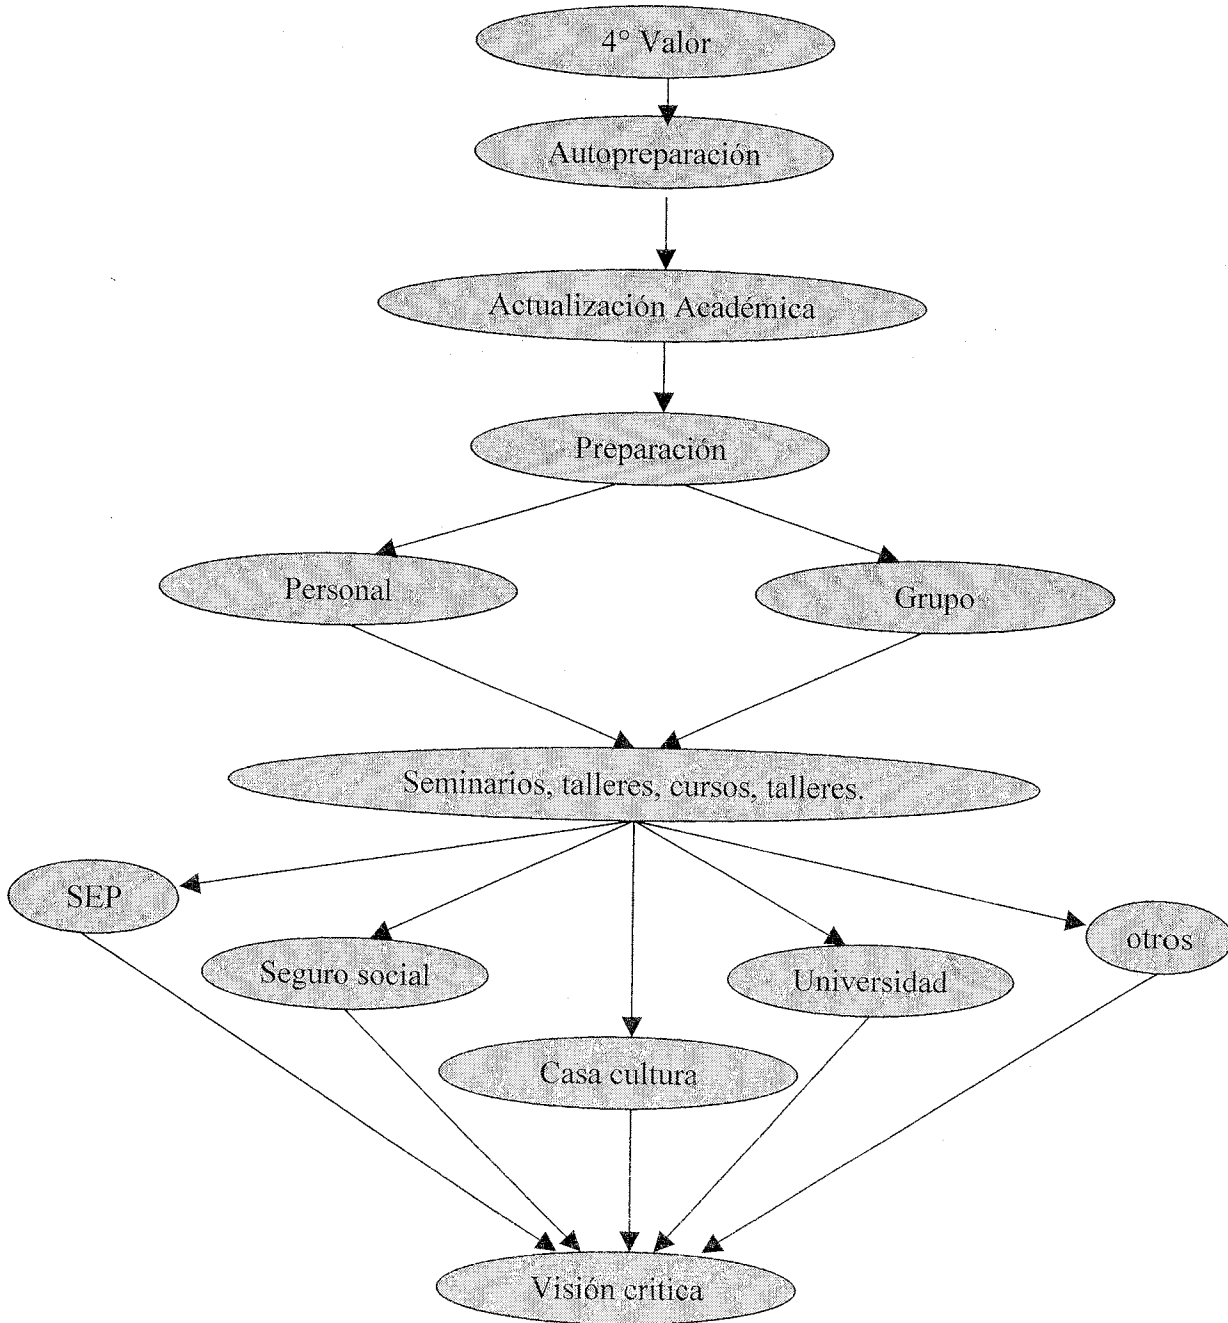 4° Valor
Autopreparación
Actualización Académica
Preparación
Personal
Grupo
Seminarios, talleres, cursos, talleres.
SEP
otros
Seguro social
Universidad
Casa cultura
Visión critica